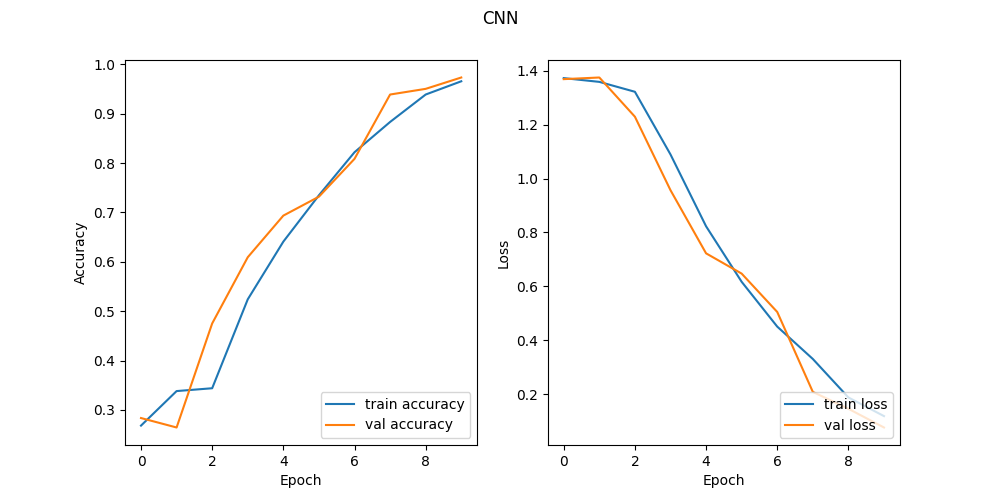 CNN
Accuracy
1.0
0.9
0.8
0.7
0.6
0.5
0.4
0.3
0 2 4 6 8
Epoch
train accuracy
val accuracy
Loss
1.4
1.2
1.0
0.8
0.6
0.4
0.2
0 2 4 6 8
Epoch
train loss
val loss